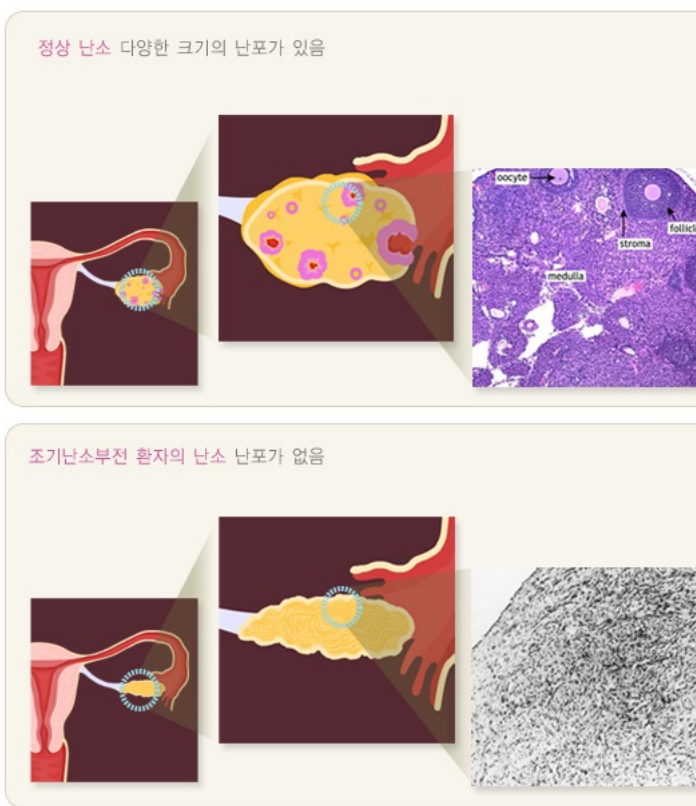 정상 난소 다양한 크기의 난포가 있음
oocyte
follicl
stroma
medulla
조기난소부전 환자의 난소 난포가 없음